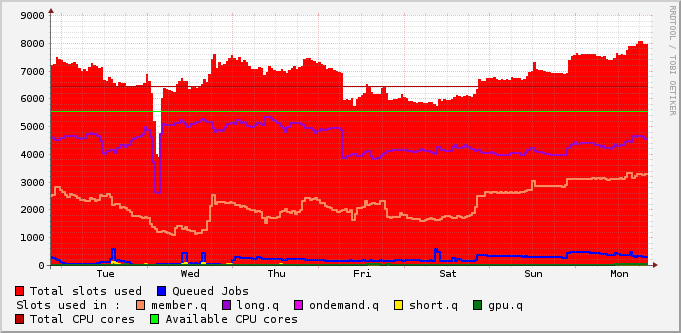 9000
8000
7000
6000
5000
4000
3000
2000
1000
0
Tue Wed Thu Fri Sat Sun Mon
RRDTOOL / TOBI OETIKER
Total slots used Queued Jobs
Slots used in : member.q long.q ondemand.q short.q gpu.q
Total CPU cores Available CPU cores